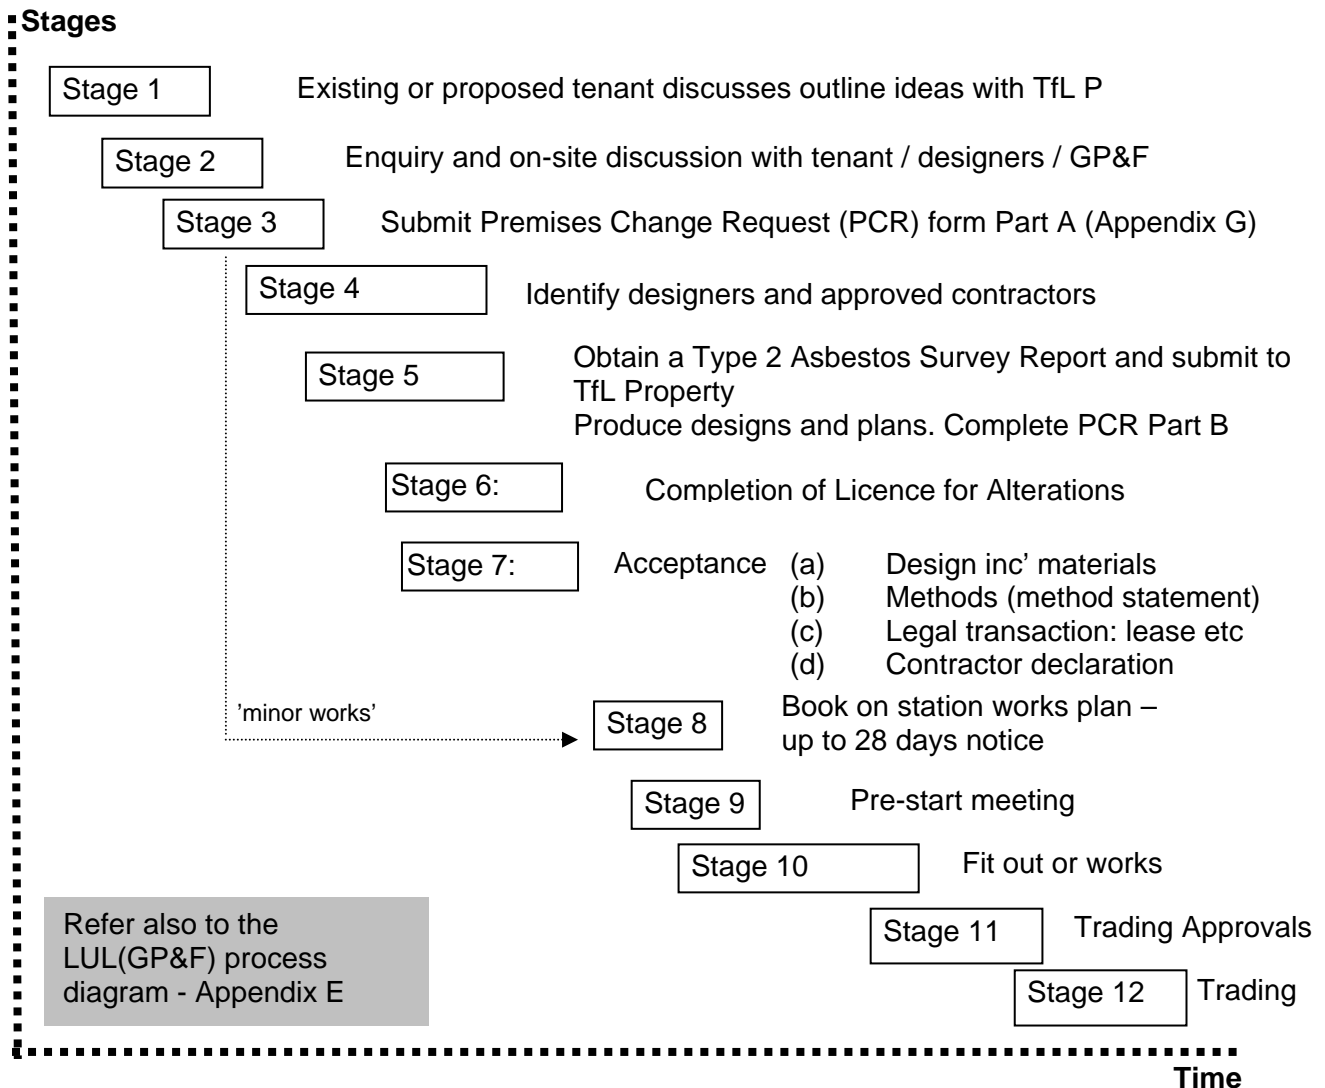 Stages
Stage 1
Existing or proposed tenant discusses outline ideas with TfL P
Stage 2
Enquiry and on-site discussion with tenant / designers / GP&F
Stage 3
Submit Premises Change Request (PCR) form Part A (Appendix G)
Stage 4
Identify designers and approved contractors
Stage 5
Obtain a Type 2 Asbestos Survey Report and submit to
TfL Property
Produce designs and plans. Complete PCR Part B
Stage 6:
Completion of Licence for Alterations
Stage 7:
Acceptance (a) Design inc’ materials
(b) Methods (method statement)
(c) Legal transaction: lease etc
(d) Contractor declaration
’minor works’
Stage 8
Book on station works plan –
up to 28 days notice
Stage 9
Pre-start meeting
Stage 10
Fit out or works
Stage 11
Trading Approvals
Stage 12
Trading
Refer also to the
LUL(GP&F) process
diagram - Appendix E
Time